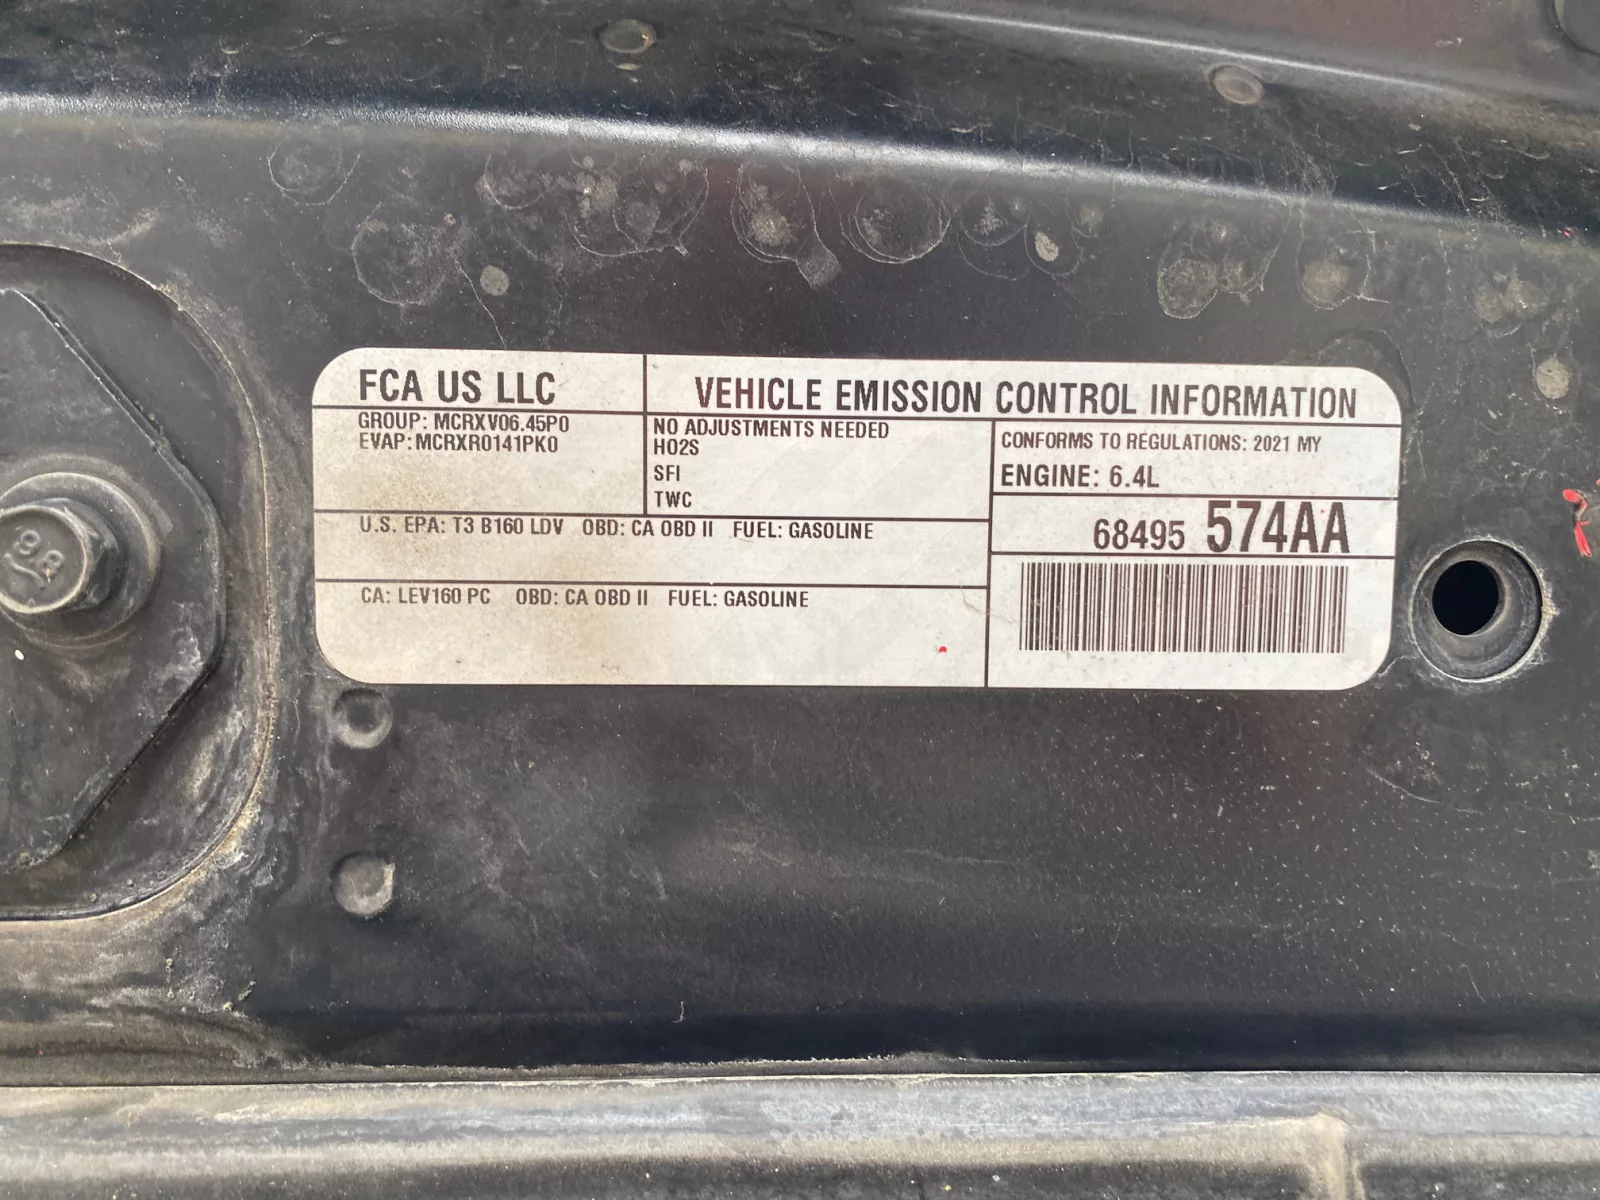 FCA US LLC
VEHICLE EMISSION CONTROL INFORMATION
GROUP: MCRXV06.45P0
EVAP: MCRXR0141PK0
NO ADJUSTMENTS NEEDED
HO2S
SFI
TWC
CONFORMS TO REGULATIONS: 2021 MY
ENGINE: 6.4L
U.S. EPA: T3 B160 LDV OBD: CA OBD II FUEL: GASOLINE
68495 574AA
CA: LEV160 PC OBD: CA OBD II FUEL: GASOLINE